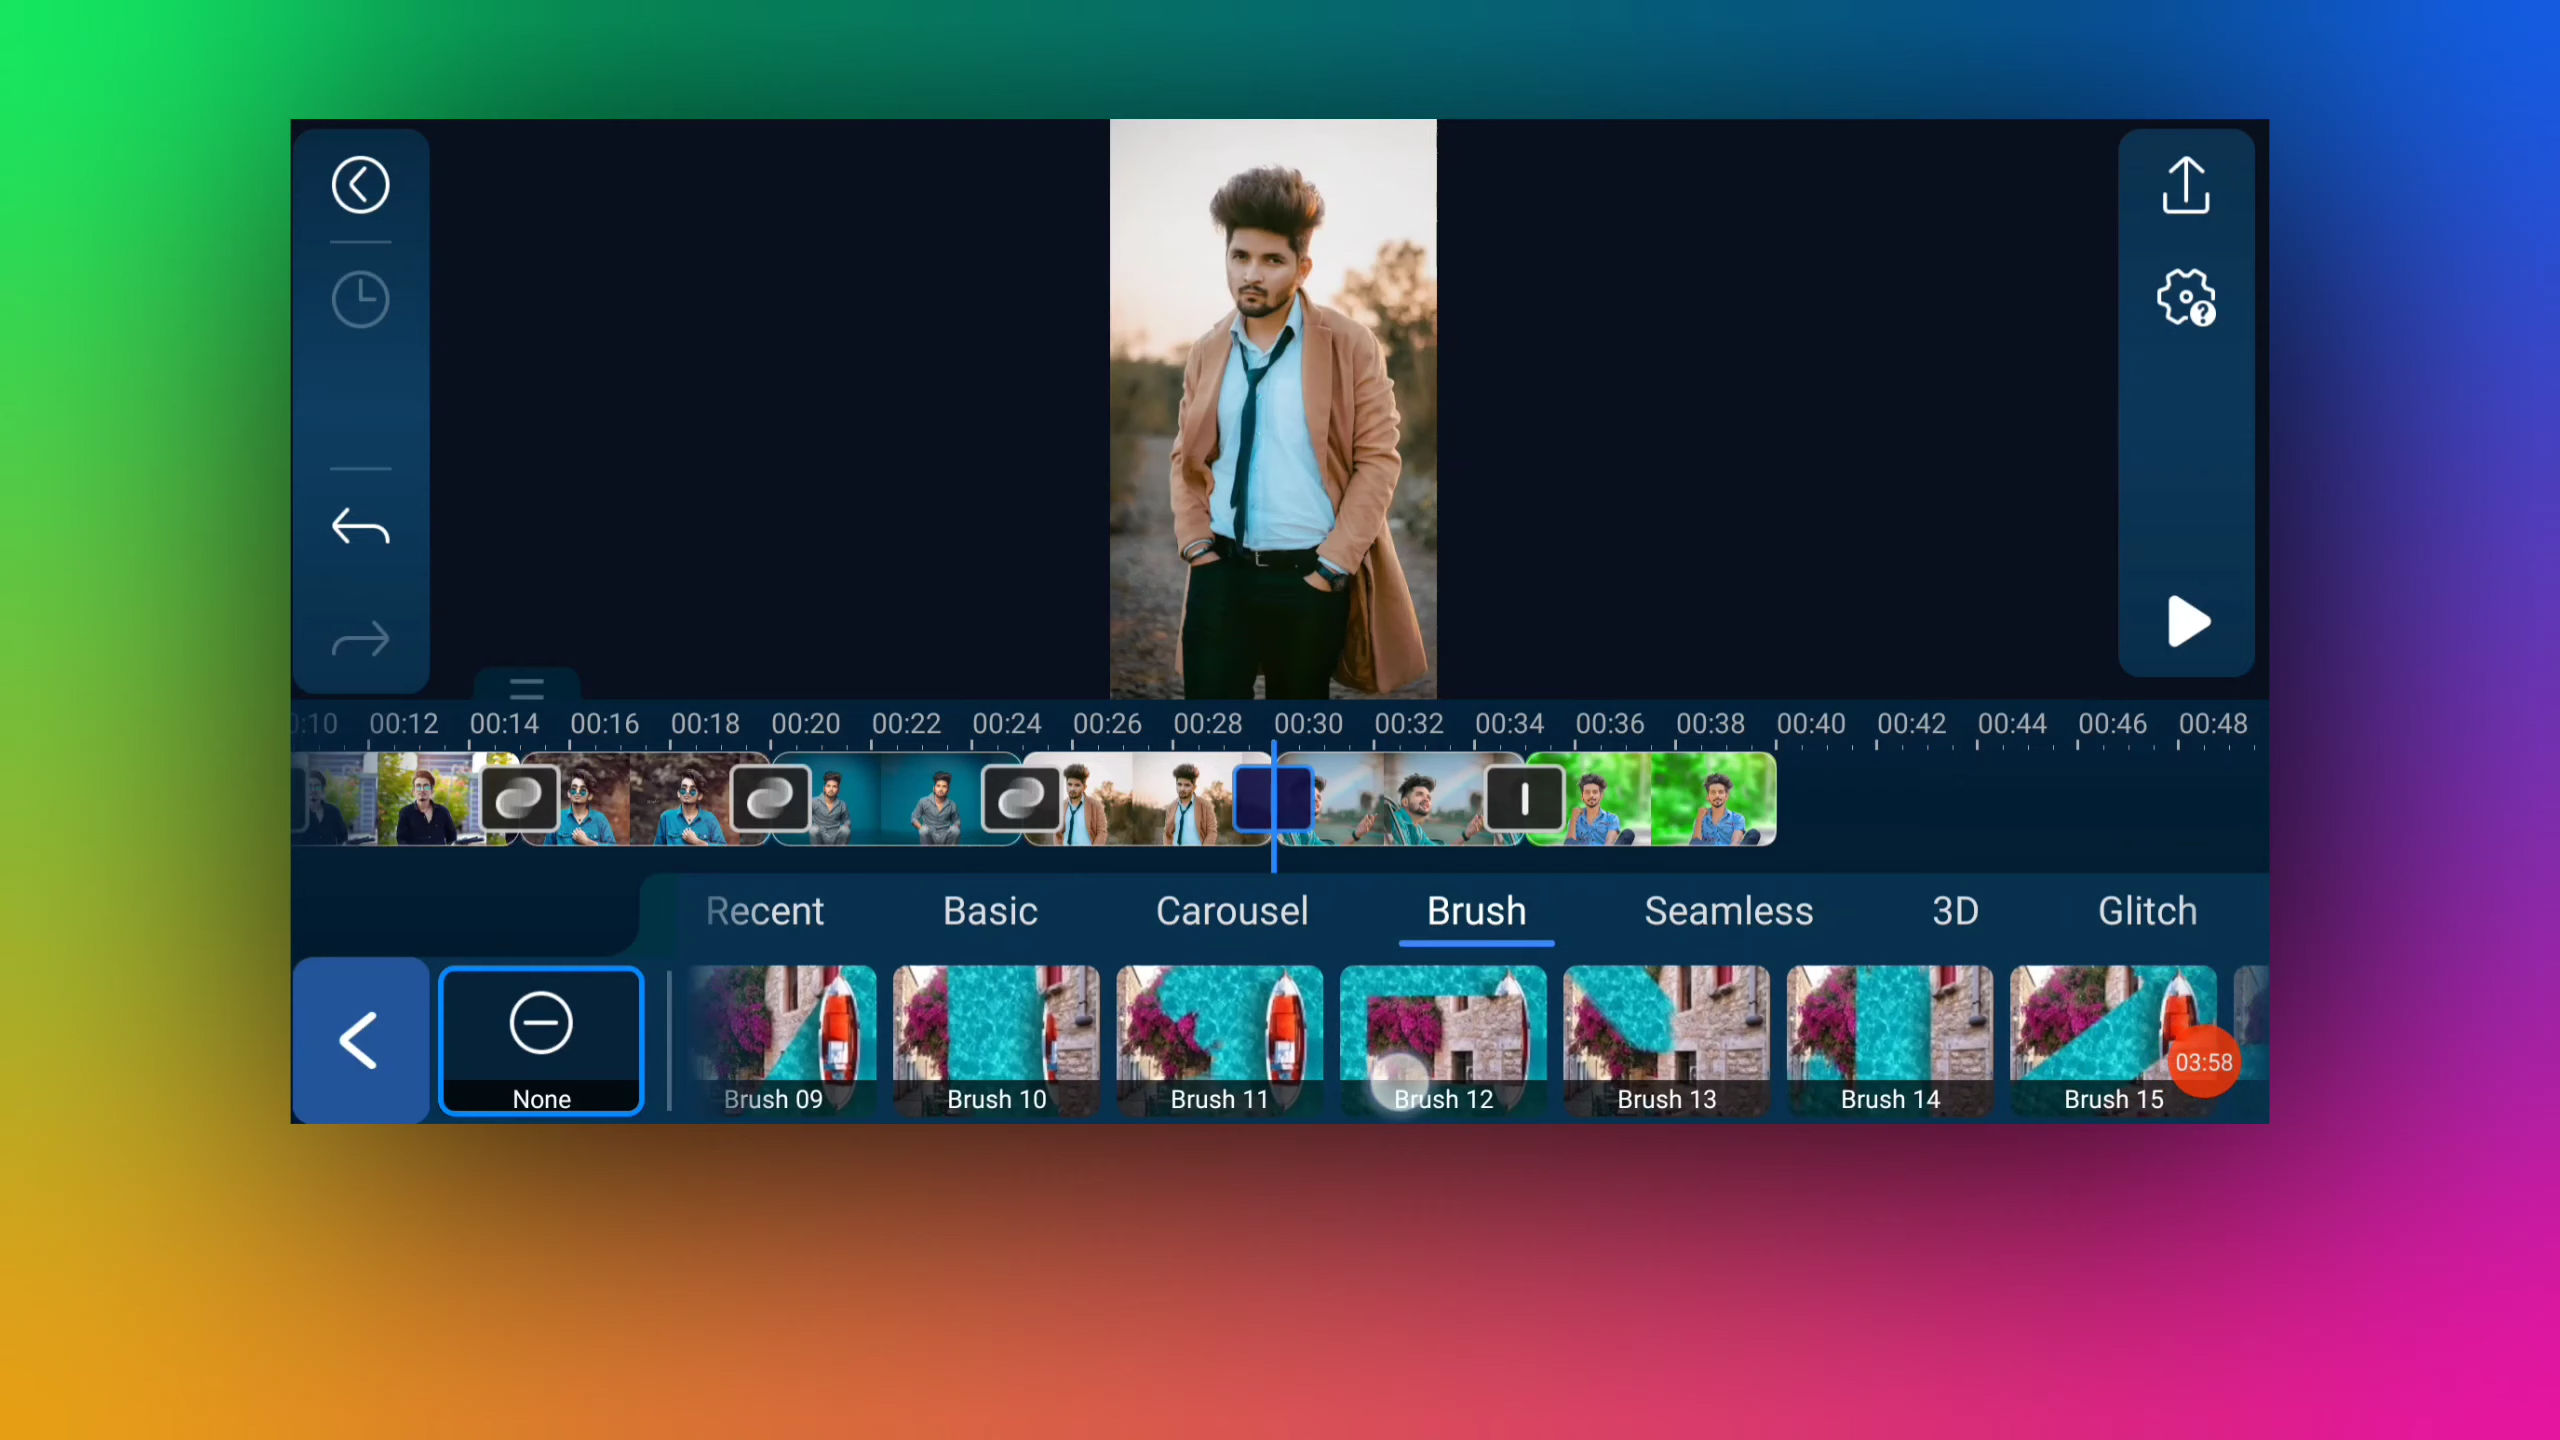 :10 00:12 00:14 00:16 00:18 00:20 00:22 00:24 00:26 00:28 00:30 00:32 00:34 00:36 00:38 00:40 00:42 00:44 00:46 00:48
Recent Basic Carousel Brush Seamless 3D Glitch
None Brush 09 Brush 10 Brush 11 Brush 12 Brush 13 Brush 14 Brush 15
03:58